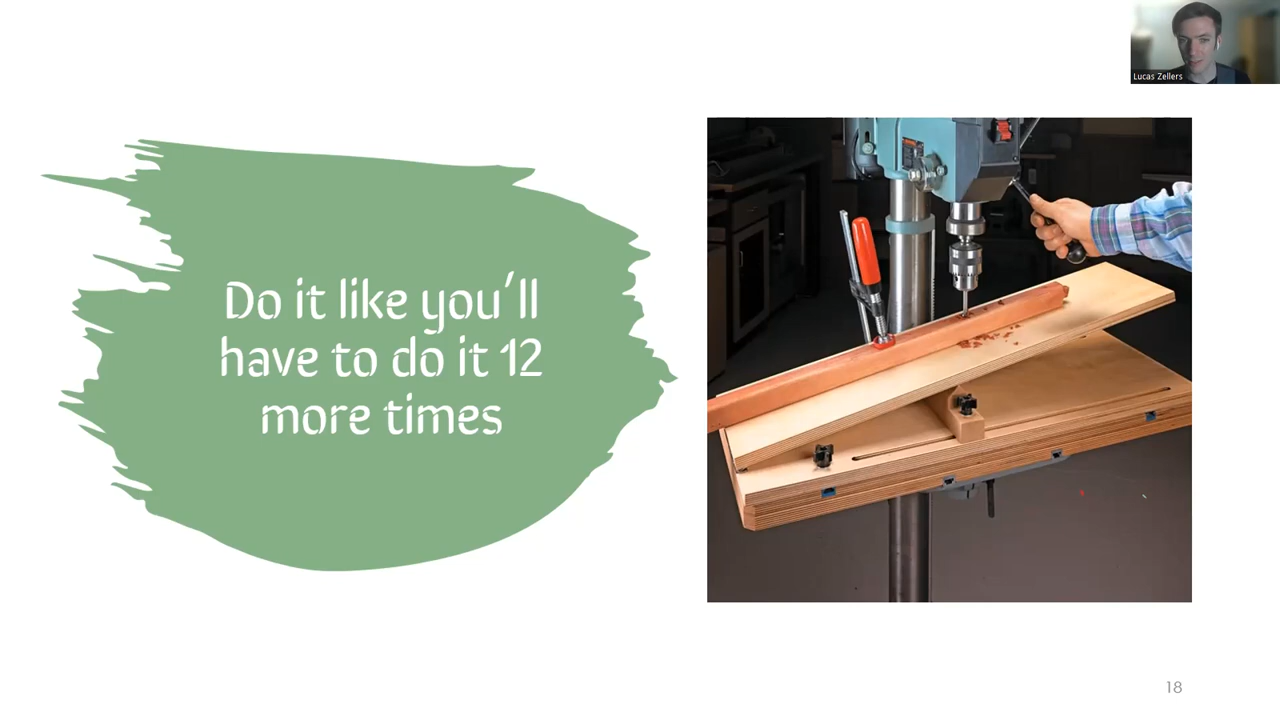 Lucas Zellers
Do it like you'll
have to do it 12
more times
18